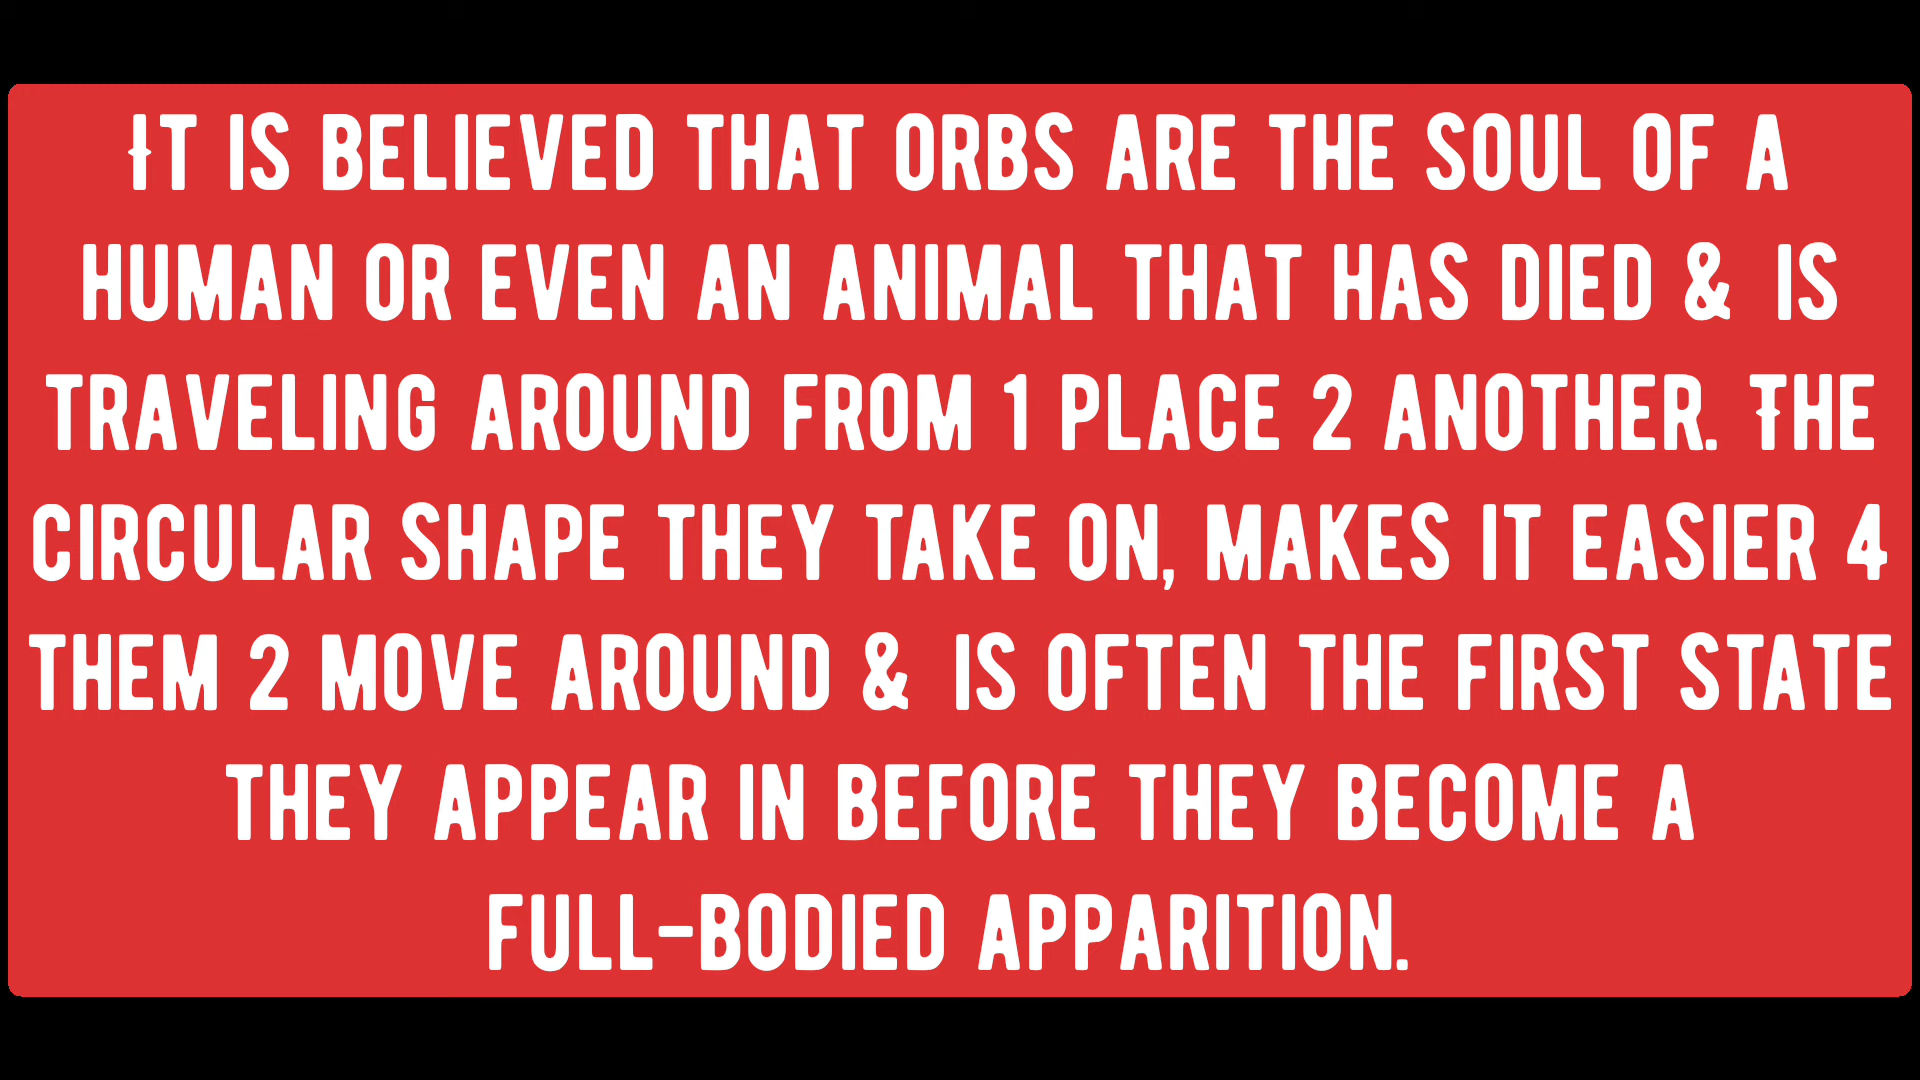 It is believed that orbs are the soul of a
human or even an animal that has died & is
traveling around from 1 place 2 another. The
circular shape they take on, makes it easier 4
them 2 move around & is often the first state
they appear in before they become a
full-bodied apparition.